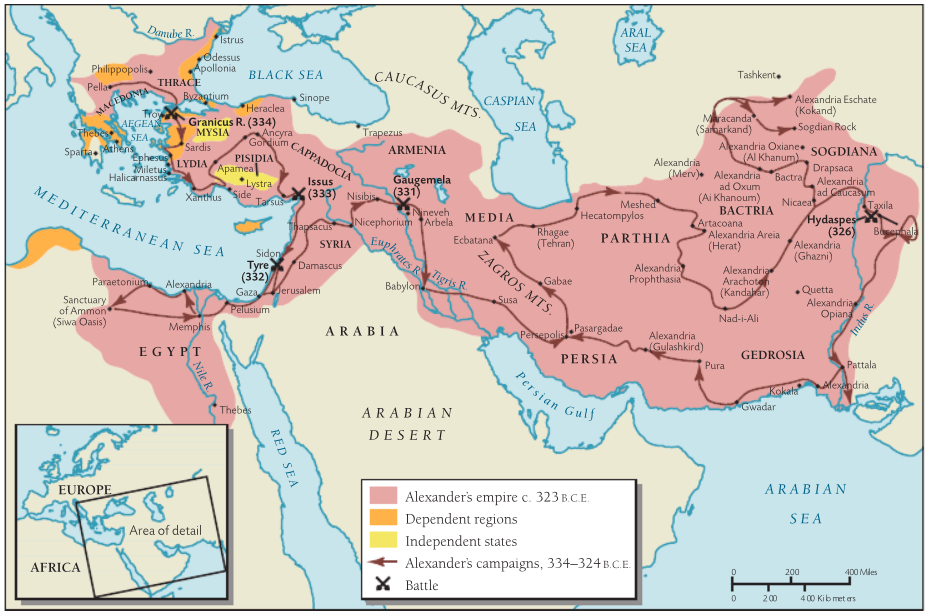 Danube R.
Istrus
Odessus
Apollonia
Philippopolis
THRACE
Pella
MACEDONIA
Byzantium
BLACK SEA
CAUCASUS MTS.
CASPIAN
SEA
ARAL
SEA
Tashkent
Sinope
Heraclea
Trapezus
Troy
Granicus R. (334)
MYSIA
AEGEAN
SEA
Thebes
Athens
Sparta
Sardis
Ephesus
Miletus
Halicarnassus
LYDIA
PISIDIA
Apamea
Lystra
Ancyra
Gordium
CAPPADOCIA
Xanthus
Side
Tarsus
Issus
(333)
ARMENIA
Gaugemela
(331)
Nisibis
Nineveh
Arbela
Nicephorium
Thapsacus
SYRIA
MEDITERRANEAN SEA
Sidon
Tyre
(332)
Damascus
Jerusalem
Gaza
Pelusium
Paraetonium
Alexandria
Sanctuary
of Ammon
(Siwa Oasis)
Memphis
EGYPT
Nile R.
Thebes
RED SEA
ARABIA
ARABIAN
DESERT
Euphrates R.
Tigris R.
Babylon
Susa
MEDIA
Ecbatana
Rhagae
(Tehran)
Hecatompylos
ZAGROS MTS.
Gabae
Pasargadae
Persepolis
PERSIA
Persian Gulf
PARTHIA
Meshed
Alexandria
(Merv)
Artacoana
Alexandria Areia
(Herat)
Alexandria
Prophthasia
Alexandria
(Gulashkird)
Pura
Gwadar
Nad-i-Ali
Alexandria
Arachoton
(Kandahar)
Alexandria
(Ghazni)
Quetta
Alexandria
Opiana
GEDROSIA
Kokala
Alexandria
Pattala
Indus R.
Alexandria Eschate
(Kokand)
Maracanda
(Samarkand)
Sogdian Rock
SOGDIANA
Alexandria Oxiane
(Al Khanum)
Drapsaca
Bactra
Alexandria
ad Oxum
(Ai Khanoum)
BACTRIA
Alexandria
ad Caucasum
Nicaea
Taxila
Hydaspes
(326)
Bucephala
ARABIAN
SEA
EUROPE
Area of detail
AFRICA
Alexander's empire c. 323 B.C.E.
Dependent regions
Independent states
Alexander's campaigns, 334–324 B.C.E.
Battle
0 200 400 Miles
0 200 400 Kilometers